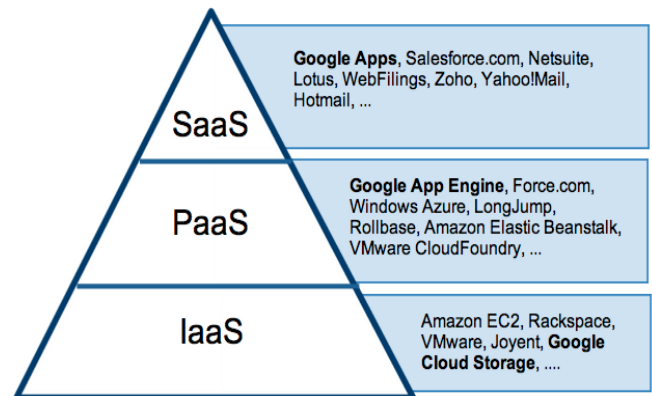 SaaS
Google Apps, Salesforce.com, Netsuite,
Lotus, WebFilings, Zoho, Yahoo!Mail,
Hotmail, ...
PaaS
Google App Engine, Force.com,
Windows Azure, LongJump,
Rollbase, Amazon Elastic Beanstalk,
VMware CloudFoundry, ...
IaaS
Amazon EC2, Rackspace,
VMware, Joyent, Google
Cloud Storage, ....